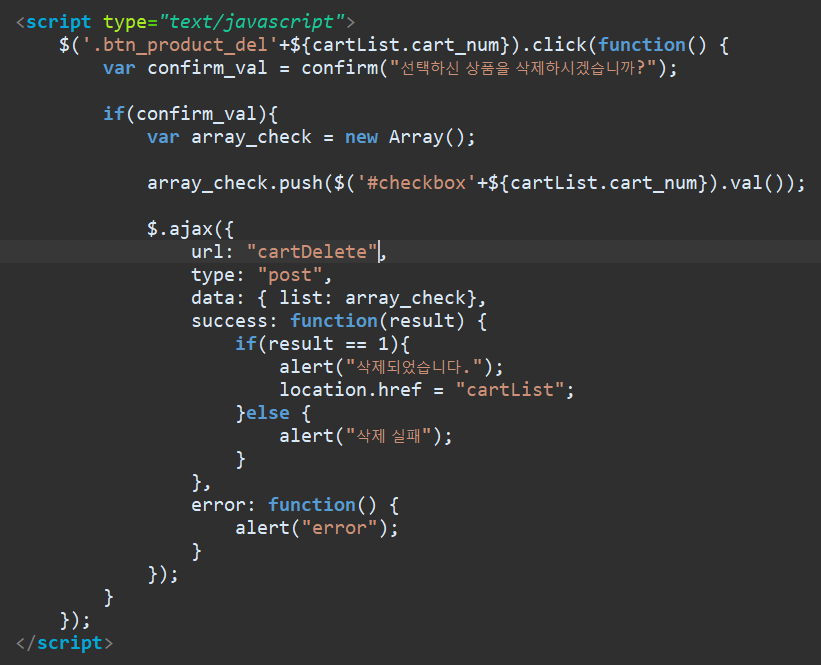 <script type="text/javascript">
    $('.btn_product_del'+${cartList.cart_num}).click(function() {
        var confirm_val = confirm("선택하신 상품을 삭제하시겠습니까?");

        if(confirm_val){
            var array_check = new Array();

            array_check.push($('#checkbox'+${cartList.cart_num}).val());

            $.ajax({
                url: "cartDelete",
                type: "post",
                data: { list: array_check},
                success: function(result) {
                    if(result == 1){
                        alert("삭제되었습니다.");
                        location.href = "cartList";
                    }else {
                        alert("삭제 실패");
                    }
                },
                error: function() {
                    alert("error");
                }
            });
        }
    });
</script>